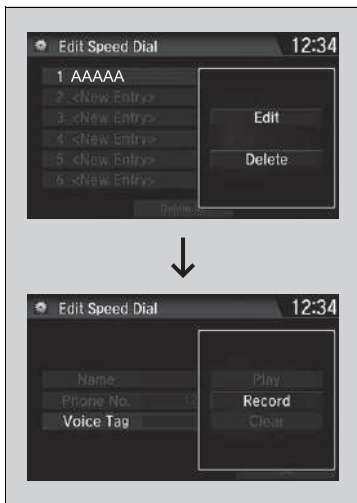 Edit Speed Dial 12:34
1 AAAAA
2 <New Entry>
3 <New Entry>
4 <New Entry>
5 <New Entry>
6 <New Entry>
Edit
Delete
Edit Speed Dial 12:34
Name Play
Phone No. 12 Record
Voice Tag Clear